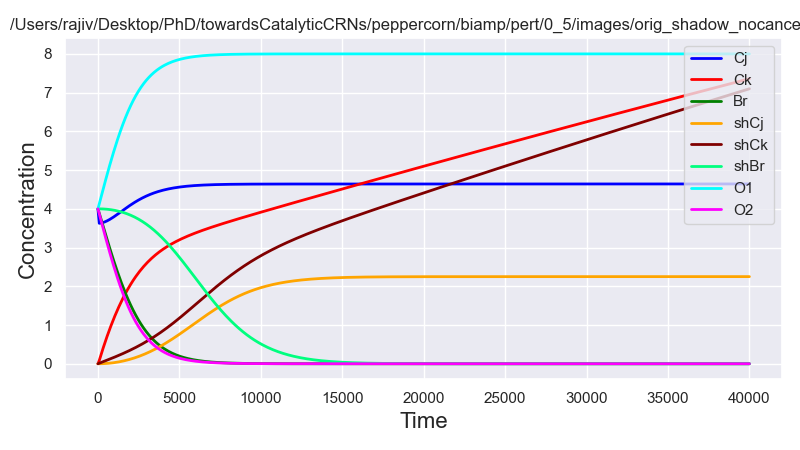 /Users/rajiv/Desktop/PhD/towardsCatalyticCRNs/peppercorn/biamp/pert/0_5/images/orig_shadow_nocance
8
7
6
5
4
3
2
1
0
Concentration
0 5000 10000 15000 20000 25000 30000 35000 40000
Time
Cj
Ck
Br
shCj
shCk
shBr
O1
O2